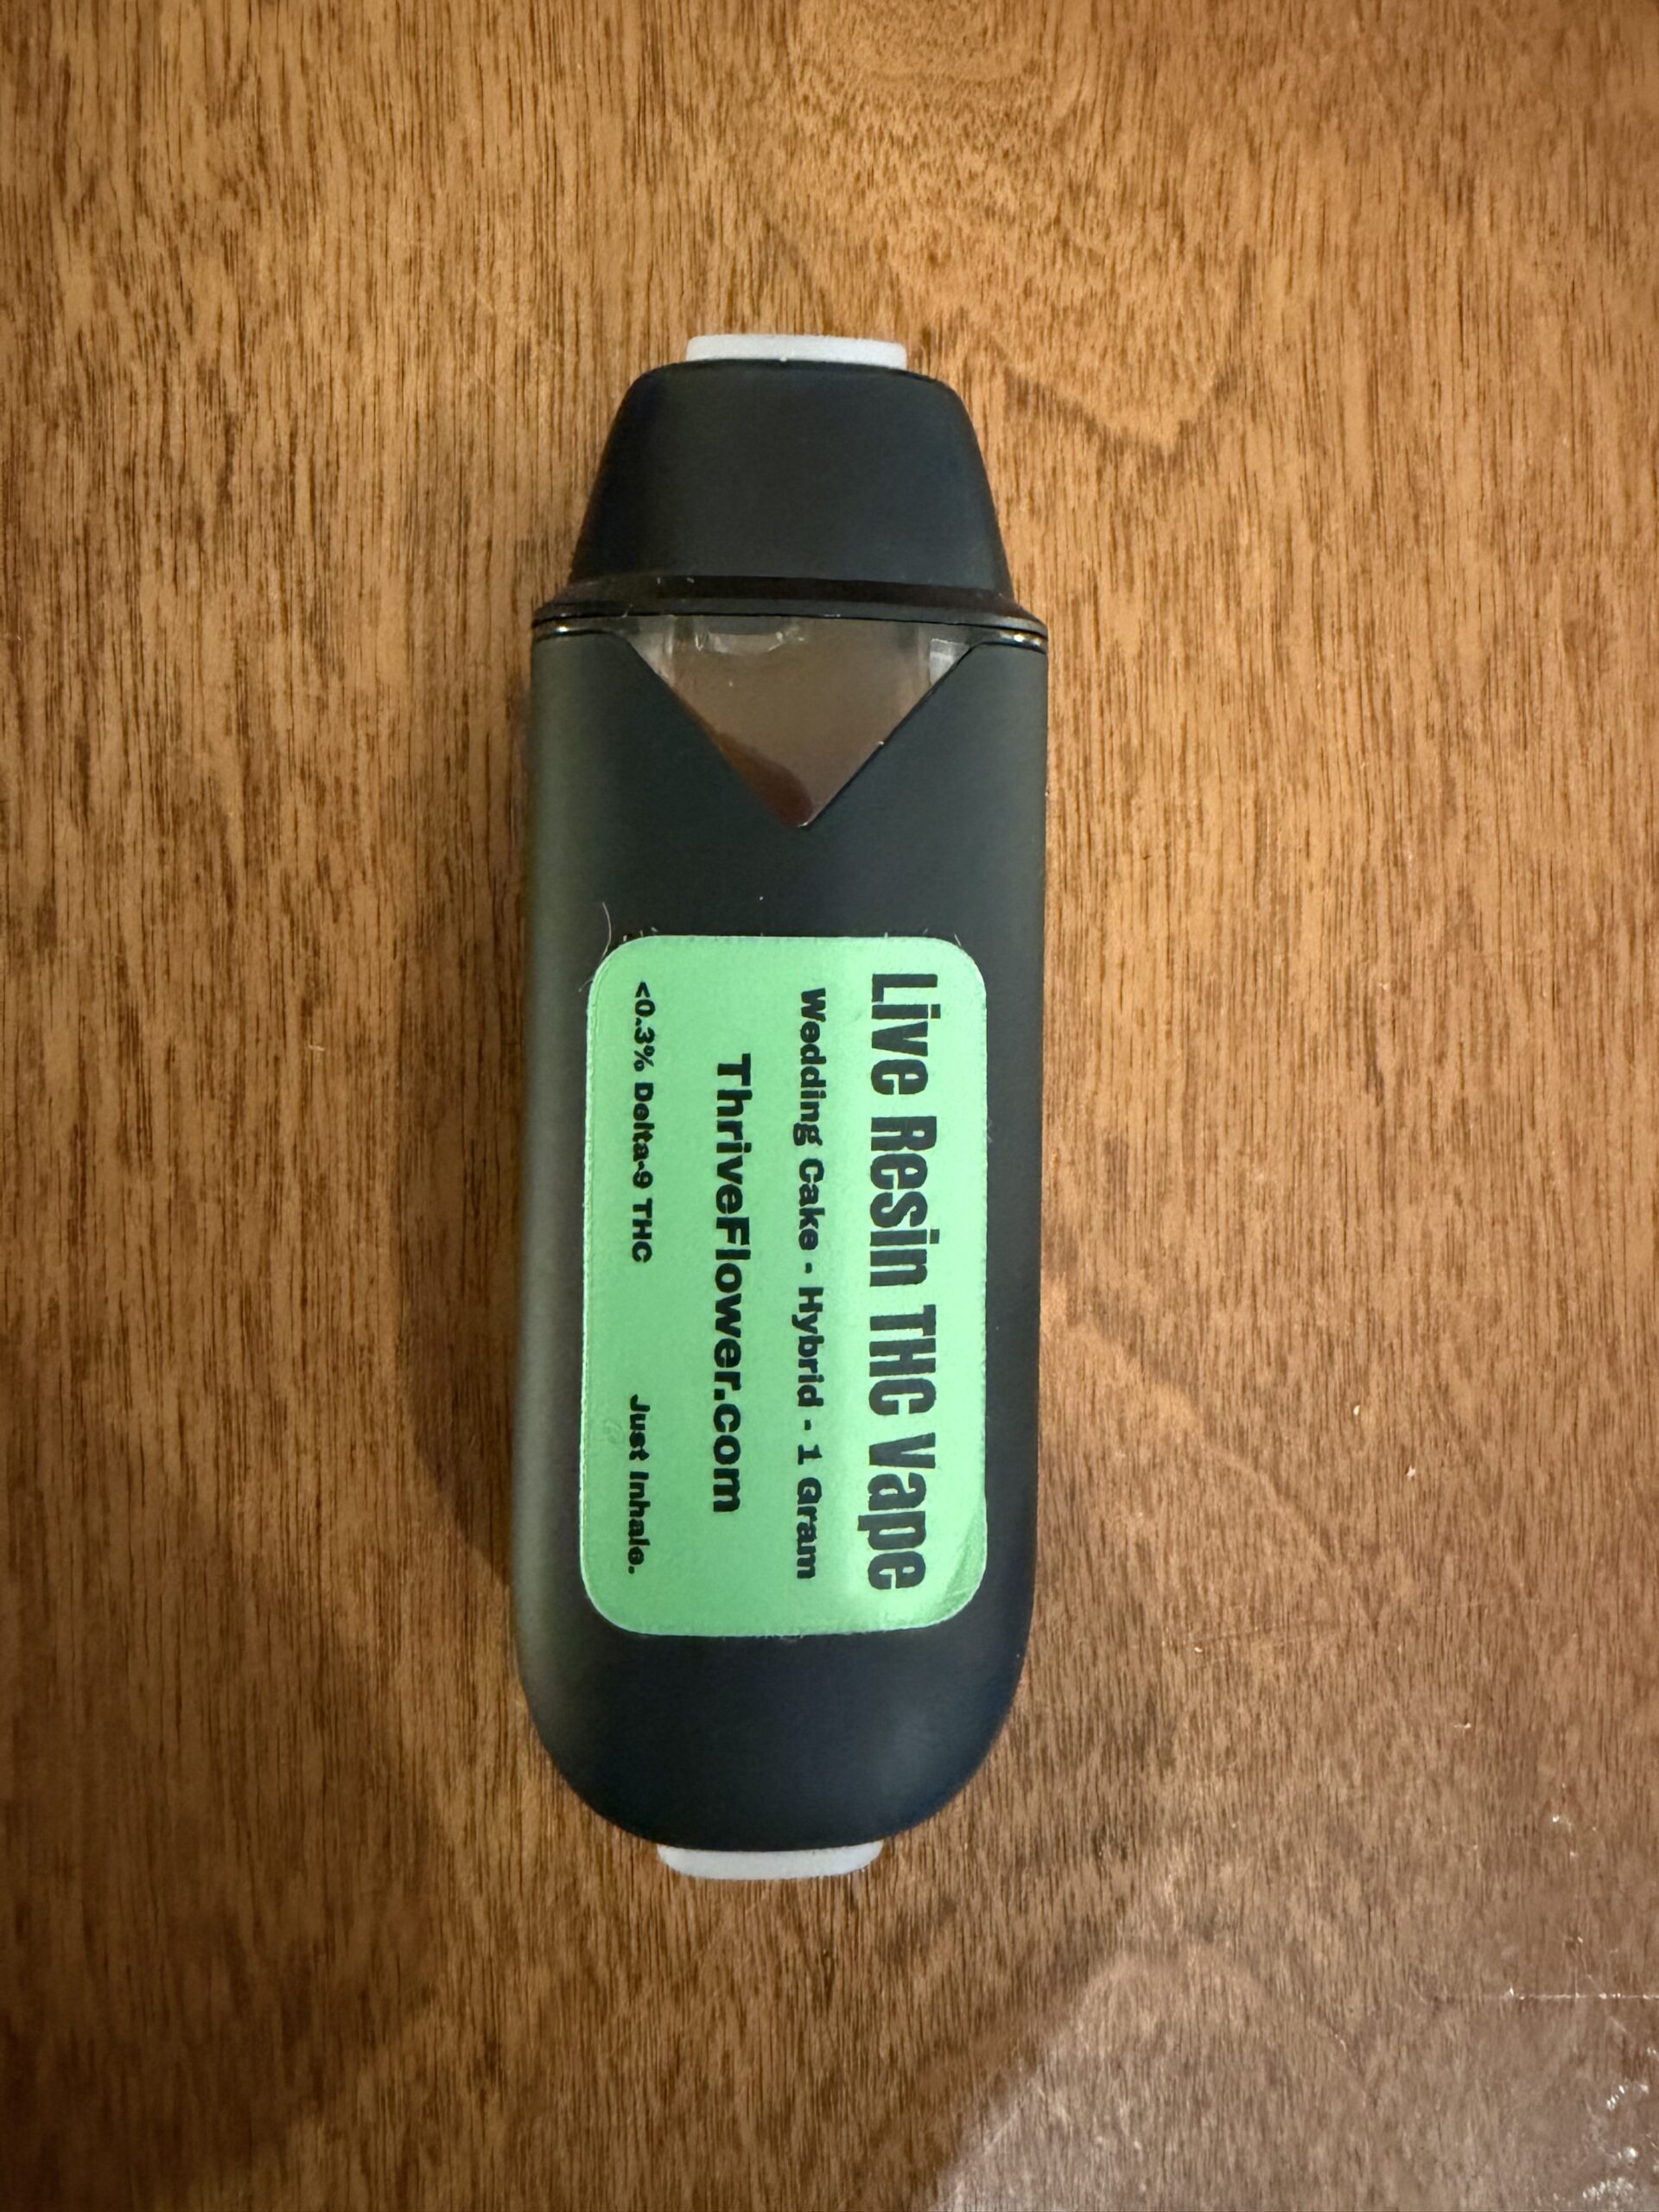 Live Resin THC Vape
Wedding Cake - Hybrid - 1 Gram
ThriveFlower.com
<0.3% Delta-9 THC Just Inhale.